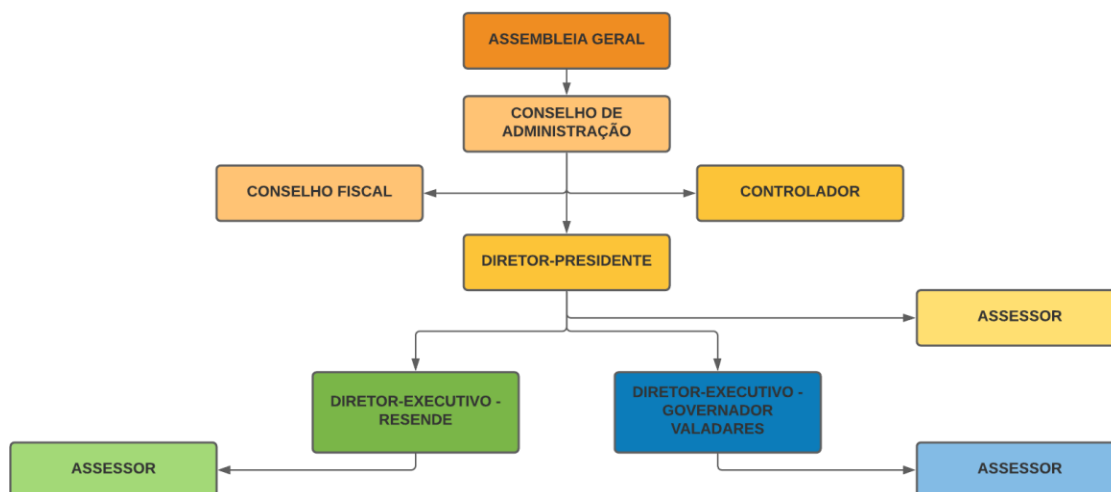 ASSEMBLEIA GERAL
CONSELHO DE
ADMINISTRAÇÃO
CONSELHO FISCAL
CONTROLADOR
DIRETOR-PRESIDENTE
ASSESSOR
DIRETOR-EXECUTIVO -
RESENDE
DIRETOR-EXECUTIVO -
GOVERNADOR
VALADARES
ASSESSOR
ASSESSOR